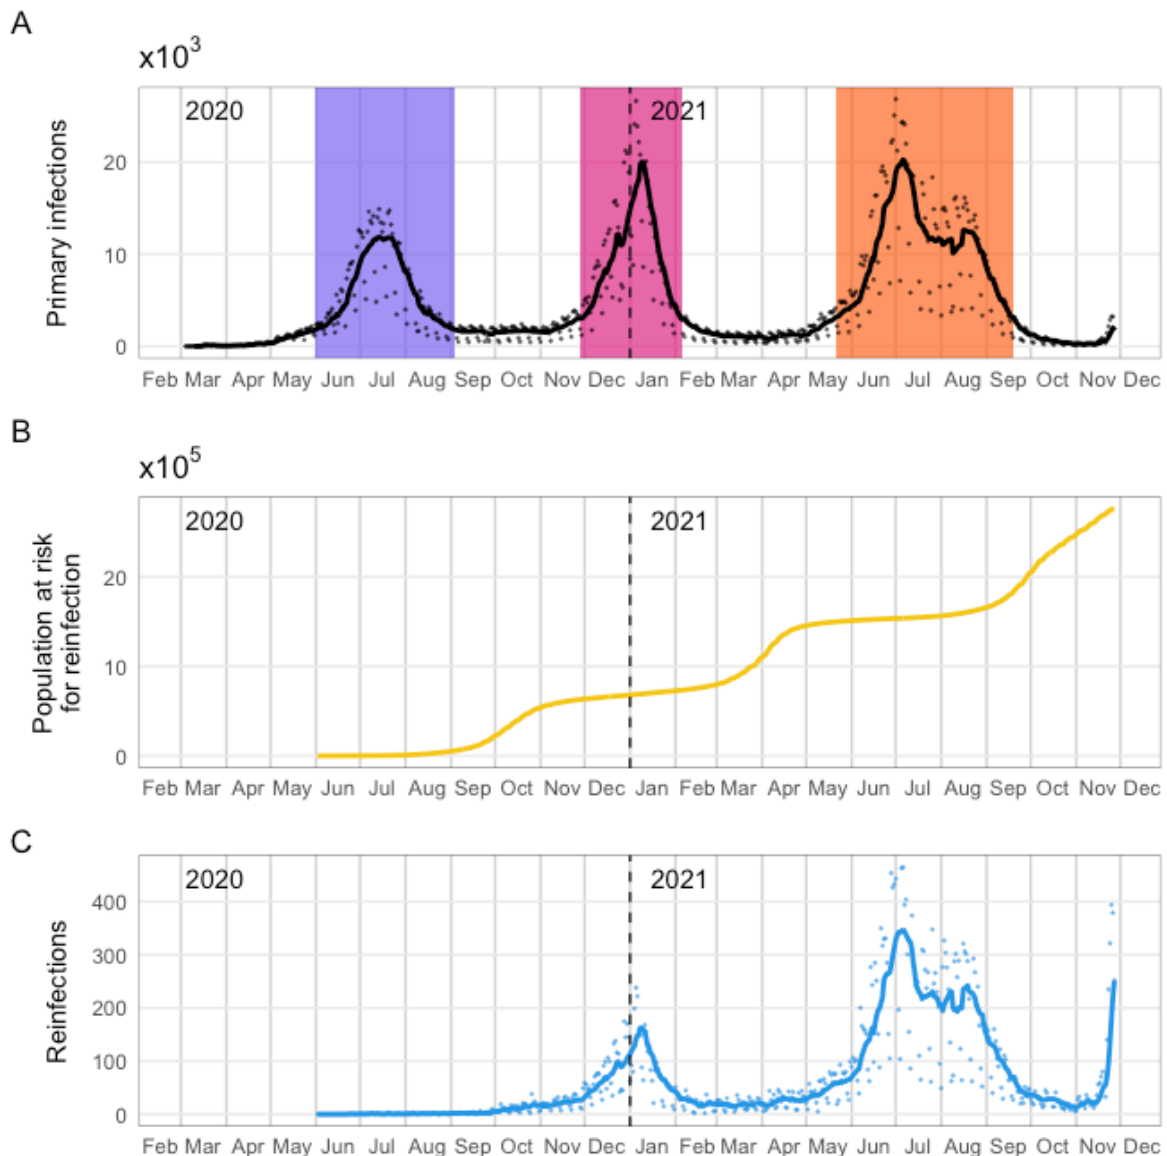 A
x10³
2020 2021
Primary infections
20
10
0
Feb Mar Apr May Jun Jul Aug Sep Oct Nov Dec Jan Feb Mar Apr May Jun Jul Aug Sep Oct Nov Dec
B
x10⁵
2020 2021
Population at risk
for reinfection
20
10
0
Feb Mar Apr May Jun Jul Aug Sep Oct Nov Dec Jan Feb Mar Apr May Jun Jul Aug Sep Oct Nov Dec
C
2020 2021
Reinfections
400
300
200
100
0
Feb Mar Apr May Jun Jul Aug Sep Oct Nov Dec Jan Feb Mar Apr May Jun Jul Aug Sep Oct Nov Dec